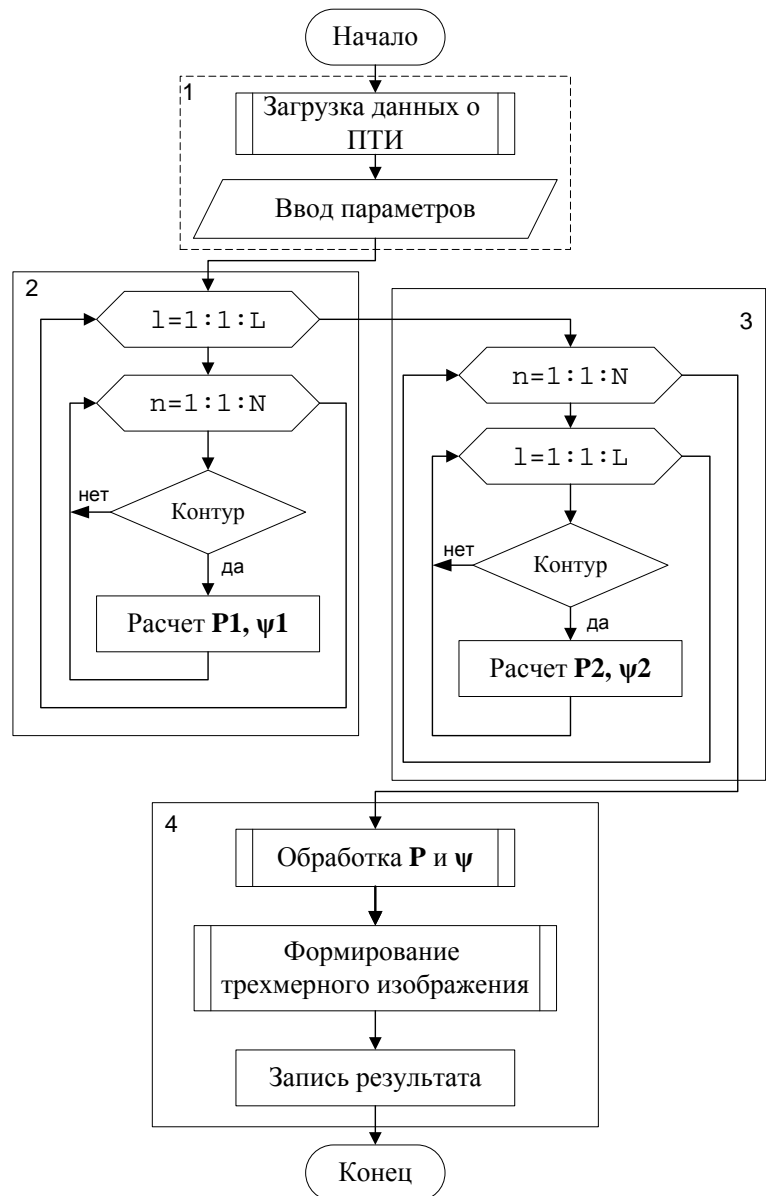 Начало
1
Загрузка данных о
ПТИ
Ввод параметров
2
l=1:1:L
n=1:1:N
нет
Контур
да
Расчет P1, ψ1
3
n=1:1:N
l=1:1:L
нет
Контур
да
Расчет P2, ψ2
4
Обработка P и ψ
Формирование
трехмерного изображения
Запись результата
Конец